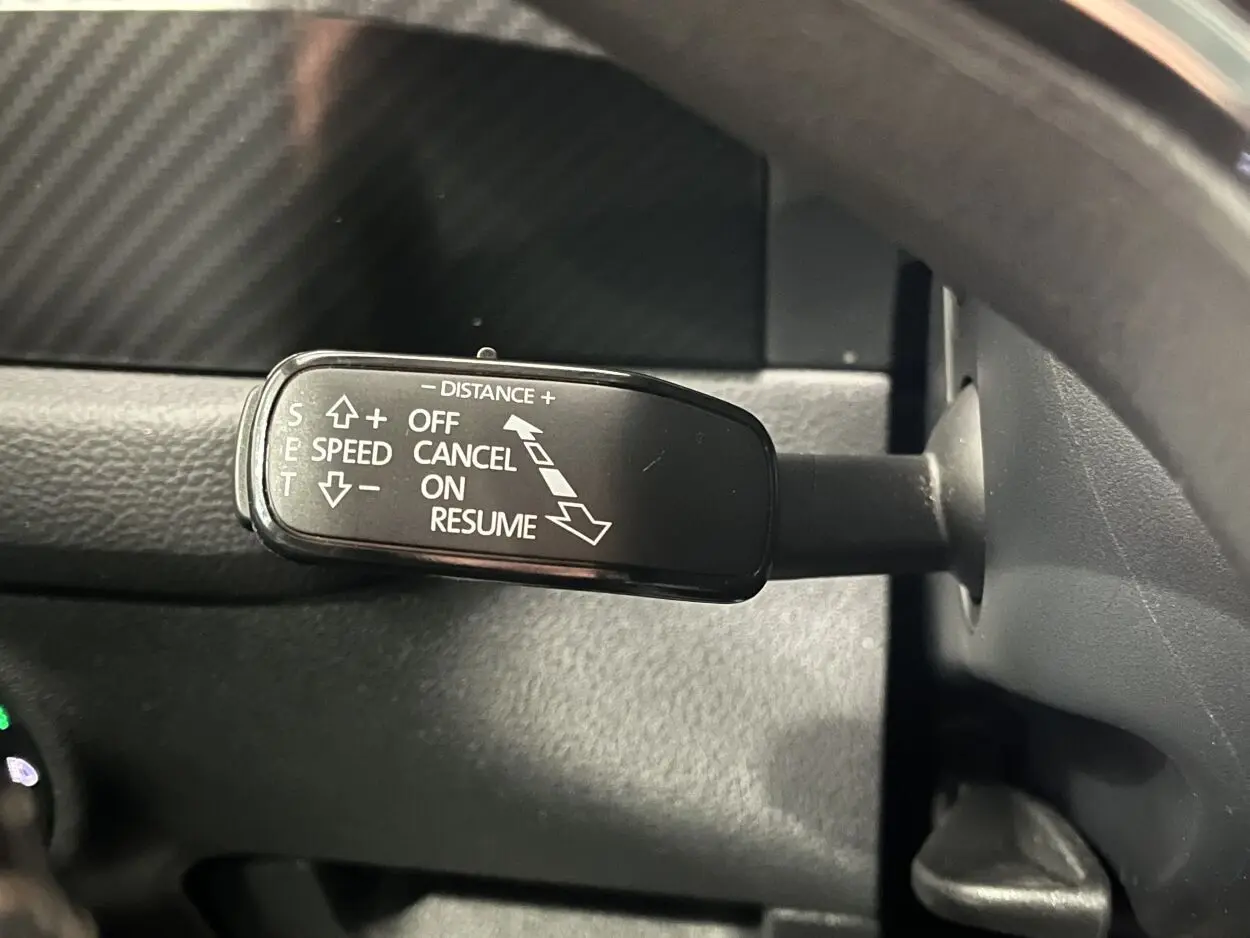 − DISTANCE +
S + OFF
E SPEED CANCEL
T − ON
RESUME